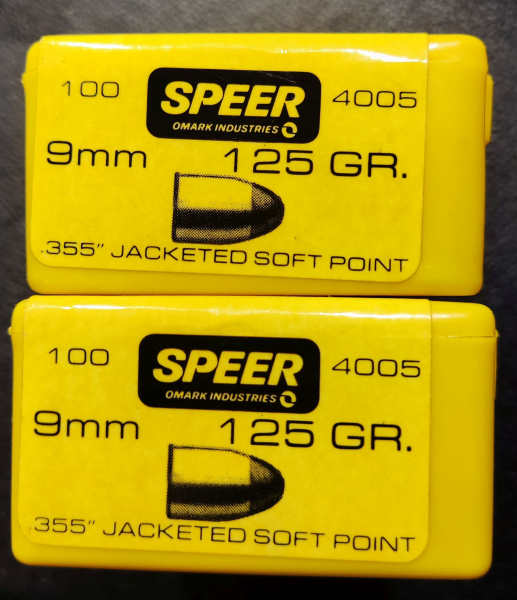 100 SPEER 4005
OMARK INDUSTRIES
9mm 125 GR.
.355" JACKETED SOFT POINT
100 SPEER 4005
OMARK INDUSTRIES
9mm 125 GR.
.355" JACKETED SOFT POINT